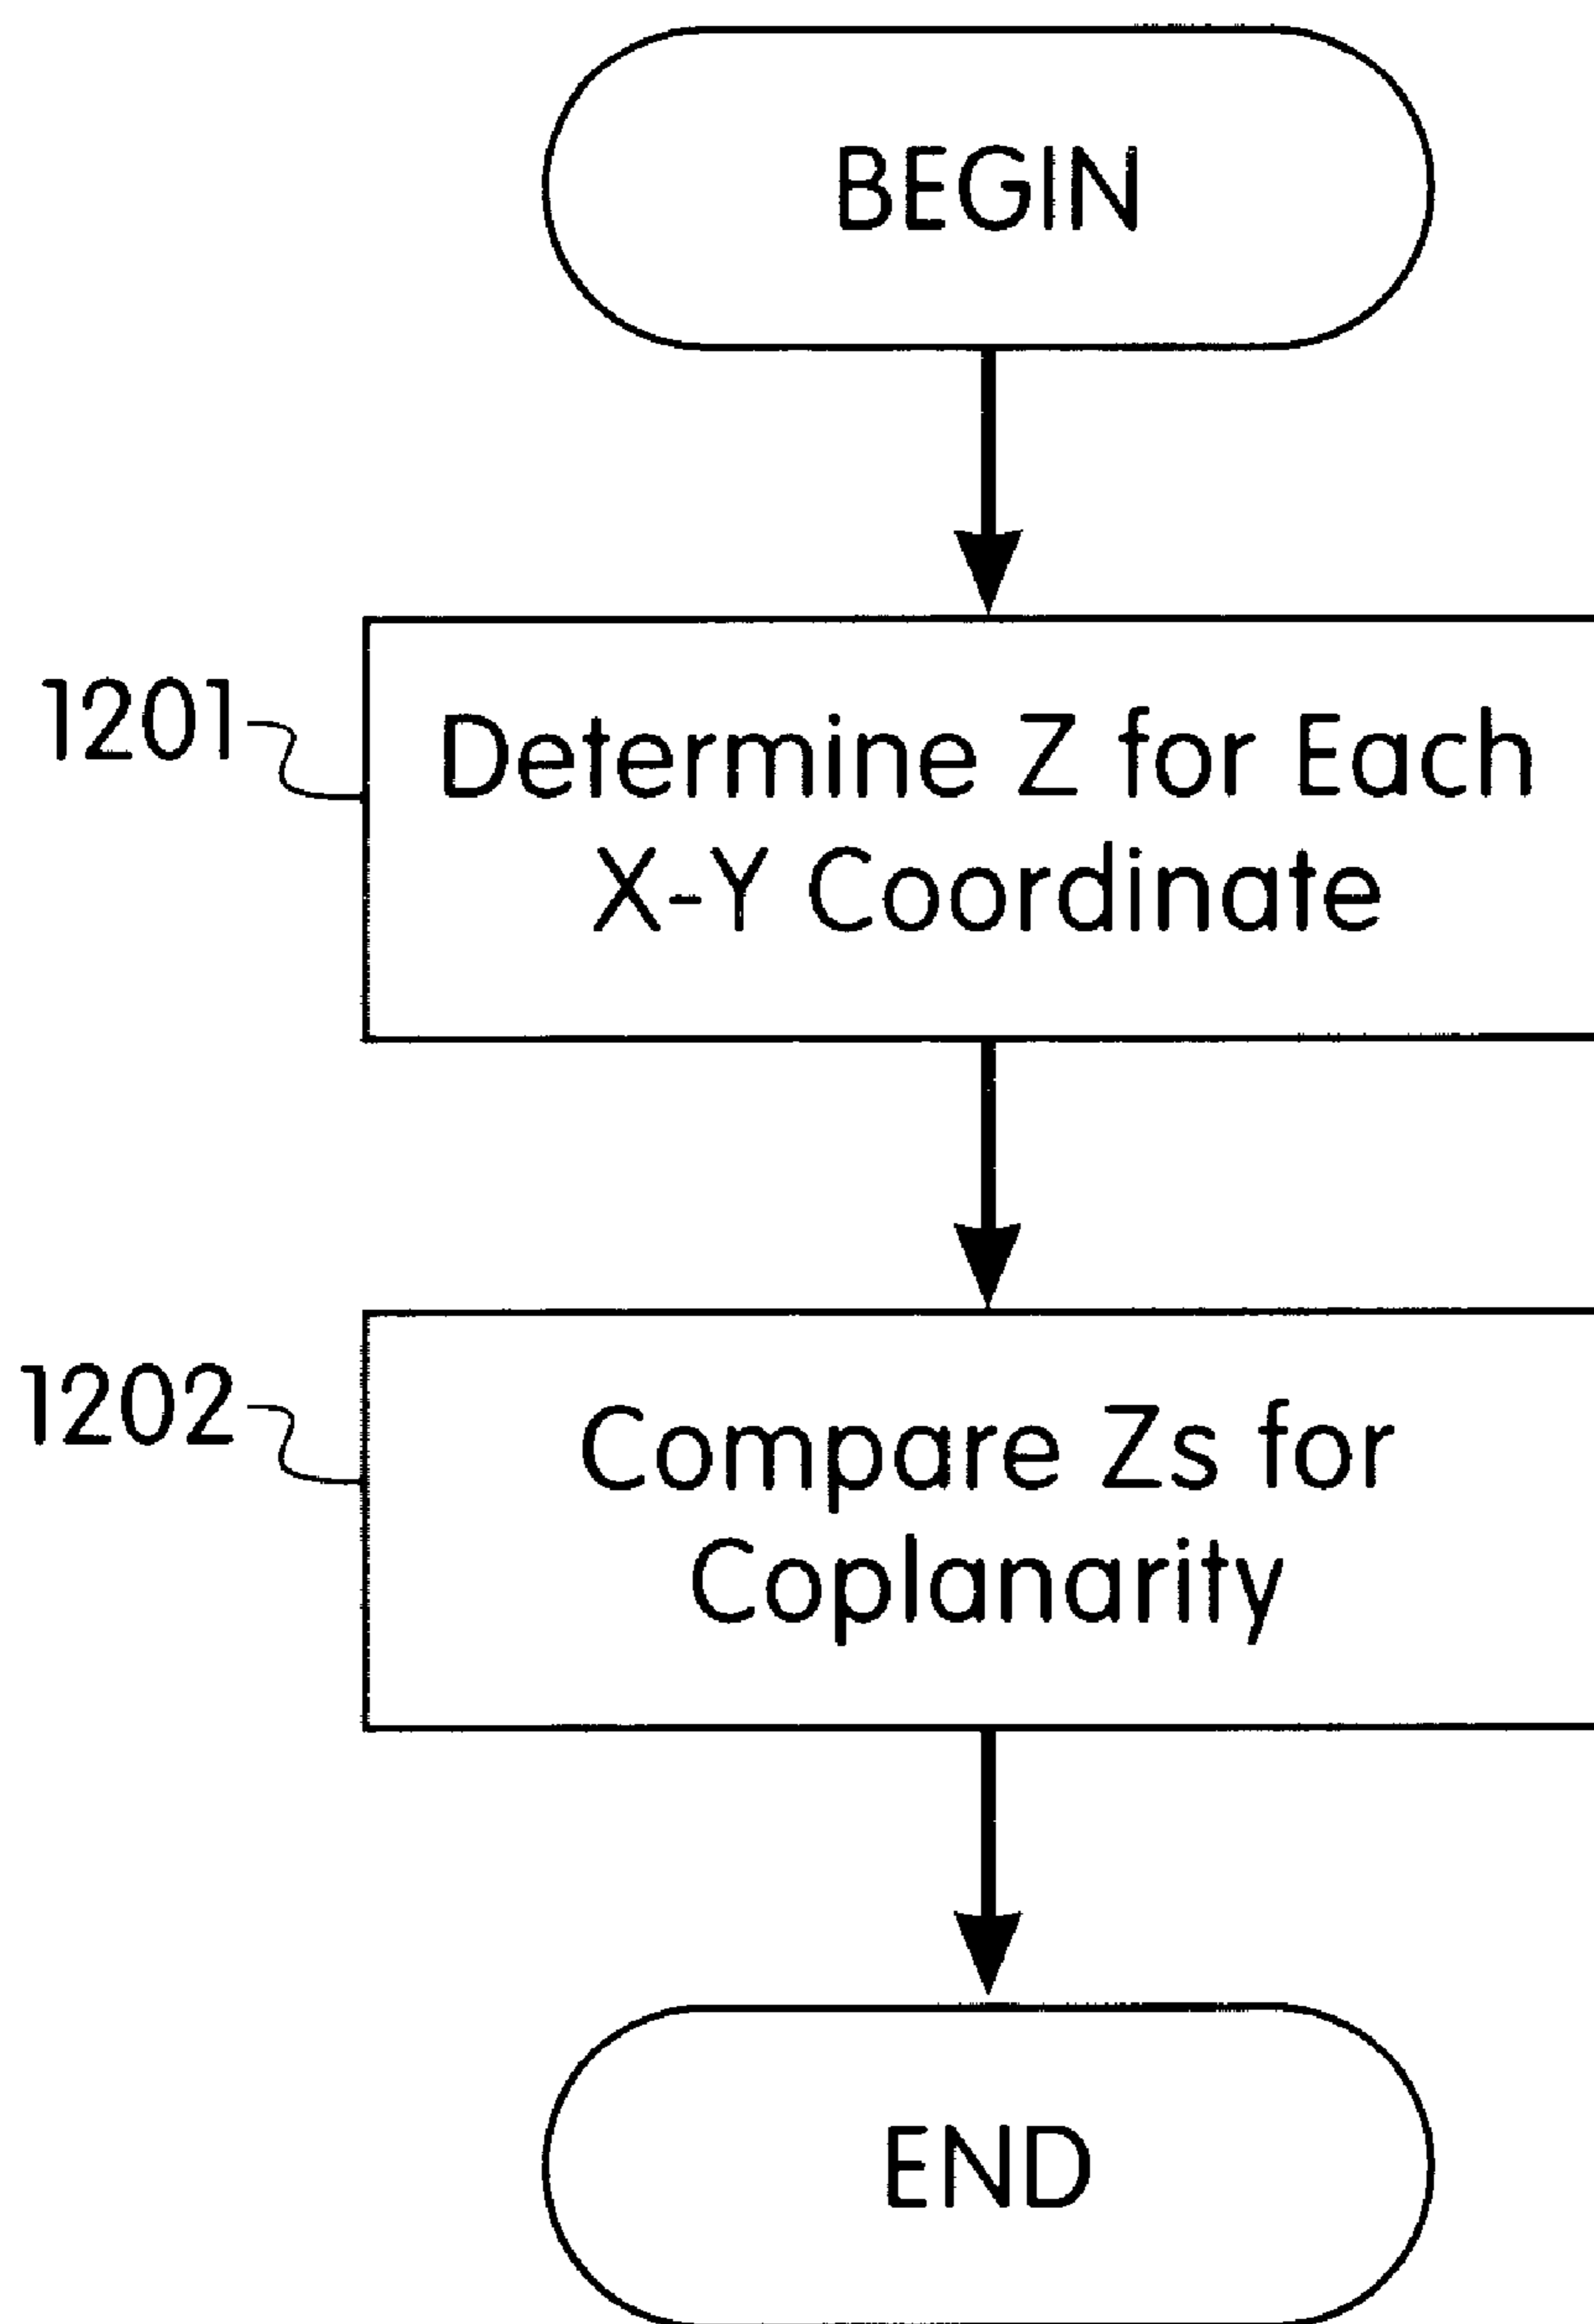 BEGIN
1201
Determine Z for Each
X-Y Coordinate
1202
Compare Zs for
Coplanarity
END